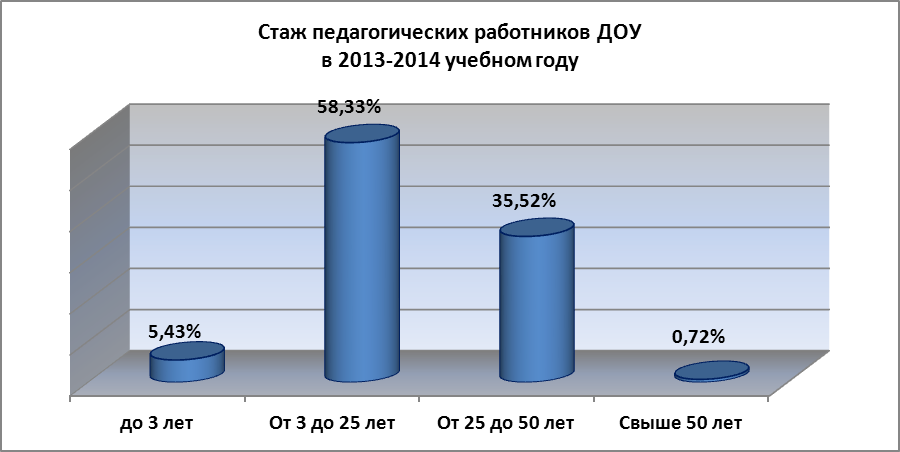 Стаж педагогических работников ДОУ
в 2013-2014 учебном году
58,33%
35,52%
5,43%
0,72%
до 3 лет
От 3 до 25 лет
От 25 до 50 лет
Свыше 50 лет